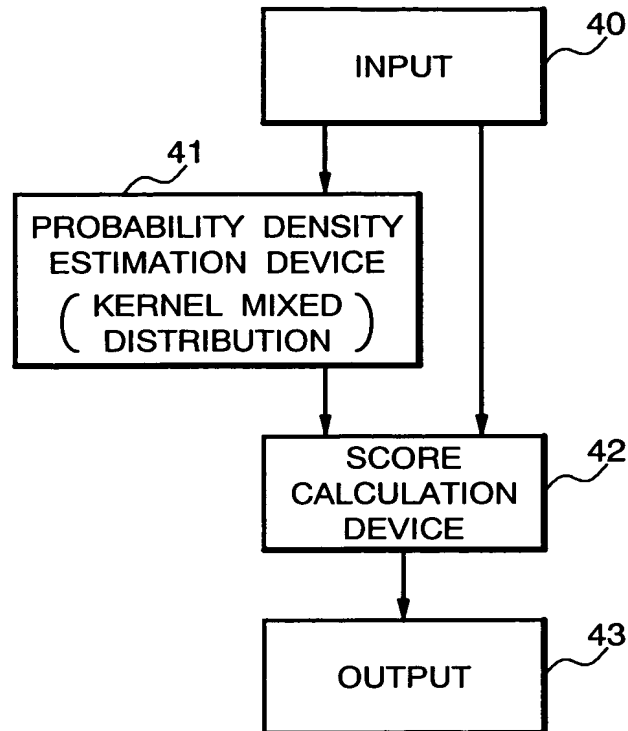 40
INPUT
41
PROBABILITY DENSITY
ESTIMATION DEVICE
( KERNEL MIXED
DISTRIBUTION )
SCORE
CALCULATION
DEVICE
42
OUTPUT
43